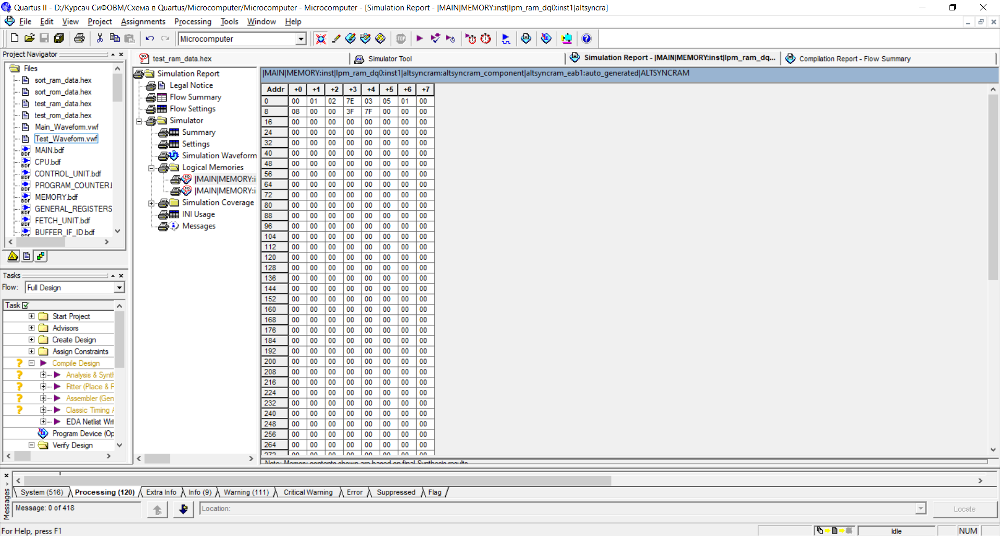 Quartus II - D:/Курсач СиФОВМ/Схема в Quartus/Microcomputer/Microcomputer - Microcomputer - [Simulation Report - |MAIN|MEMORY:inst|lpm_ram_dq0:inst1|altsyncra]
File Edit View Project Assignments Processing Tools Window Help
Microcomputer
STOP
Project Navigator
Files
sort_ram_data.hex
sort_rom_data.hex
test_ram_data.hex
test_rom_data.hex
Main_Waveform.vwf
Test_Waveform.vwf
MAIN.bdf
CPU.bdf
CONTROL_UNIT.bdf
PROGRAM_COUNTER.
MEMORY.bdf
GENERAL_REGISTERS
FETCH_UNIT.bdf
BUFFER_IF_ID.bdf
Tasks
Flow: Full Design
Task
Start Project
Advisors
Create Design
Assign Constraints
Compile Design
Analysis & Synth
Fitter (Place & F
Assembler (Gen
Classic Timing A
EDA Netlist Wri
Program Device (Op
Verify Design
test_ram_data.hex
Simulator Tool
Simulation Report - |MAIN|MEMORY:inst|lpm_ram_dq...
Compilation Report - Flow Summary
Simulation Report
Legal Notice
Flow Summary
Flow Settings
Simulator
Summary
Settings
Simulation Waveform
Logical Memories
|MAIN|MEMORY:i
|MAIN|MEMORY:i
Simulation Coverage
INI Usage
Messages
|MAIN|MEMORY:inst|lpm_ram_dq0:inst1|altsyncram:altsyncram_component|altsyncram_eab1:auto_generated|ALTSYNCRAM
Addr +0 +1 +2 +3 +4 +5 +6 +7
0 00 01 02 7E 03 05 01 00
8 08 00 00 3F 7F 00 00 00
16 00 00 00 00 00 00 00 00
24 00 00 00 00 00 00 00 00
32 00 00 00 00 00 00 00 00
40 00 00 00 00 00 00 00 00
48 00 00 00 00 00 00 00 00
56 00 00 00 00 00 00 00 00
64 00 00 00 00 00 00 00 00
72 00 00 00 00 00 00 00 00
80 00 00 00 00 00 00 00 00
88 00 00 00 00 00 00 00 00
96 00 00 00 00 00 00 00 00
104 00 00 00 00 00 00 00 00
112 00 00 00 00 00 00 00 00
120 00 00 00 00 00 00 00 00
128 00 00 00 00 00 00 00 00
136 00 00 00 00 00 00 00 00
144 00 00 00 00 00 00 00 00
152 00 00 00 00 00 00 00 00
160 00 00 00 00 00 00 00 00
168 00 00 00 00 00 00 00 00
176 00 00 00 00 00 00 00 00
184 00 00 00 00 00 00 00 00
192 00 00 00 00 00 00 00 00
200 00 00 00 00 00 00 00 00
208 00 00 00 00 00 00 00 00
216 00 00 00 00 00 00 00 00
224 00 00 00 00 00 00 00 00
232 00 00 00 00 00 00 00 00
240 00 00 00 00 00 00 00 00
248 00 00 00 00 00 00 00 00
256 00 00 00 00 00 00 00 00
264 00 00 00 00 00 00 00 00
272 00 00 00 00 00 00 00 00
Note: Memory contents shown are based on final Synthesis results
System (516) Processing (120) Extra Info Info (9) Warning (111) Critical Warning Error Suppressed Flag
Messages
Message: 0 of 418
Location:
Locate
For Help, press F1
Idle
NUM